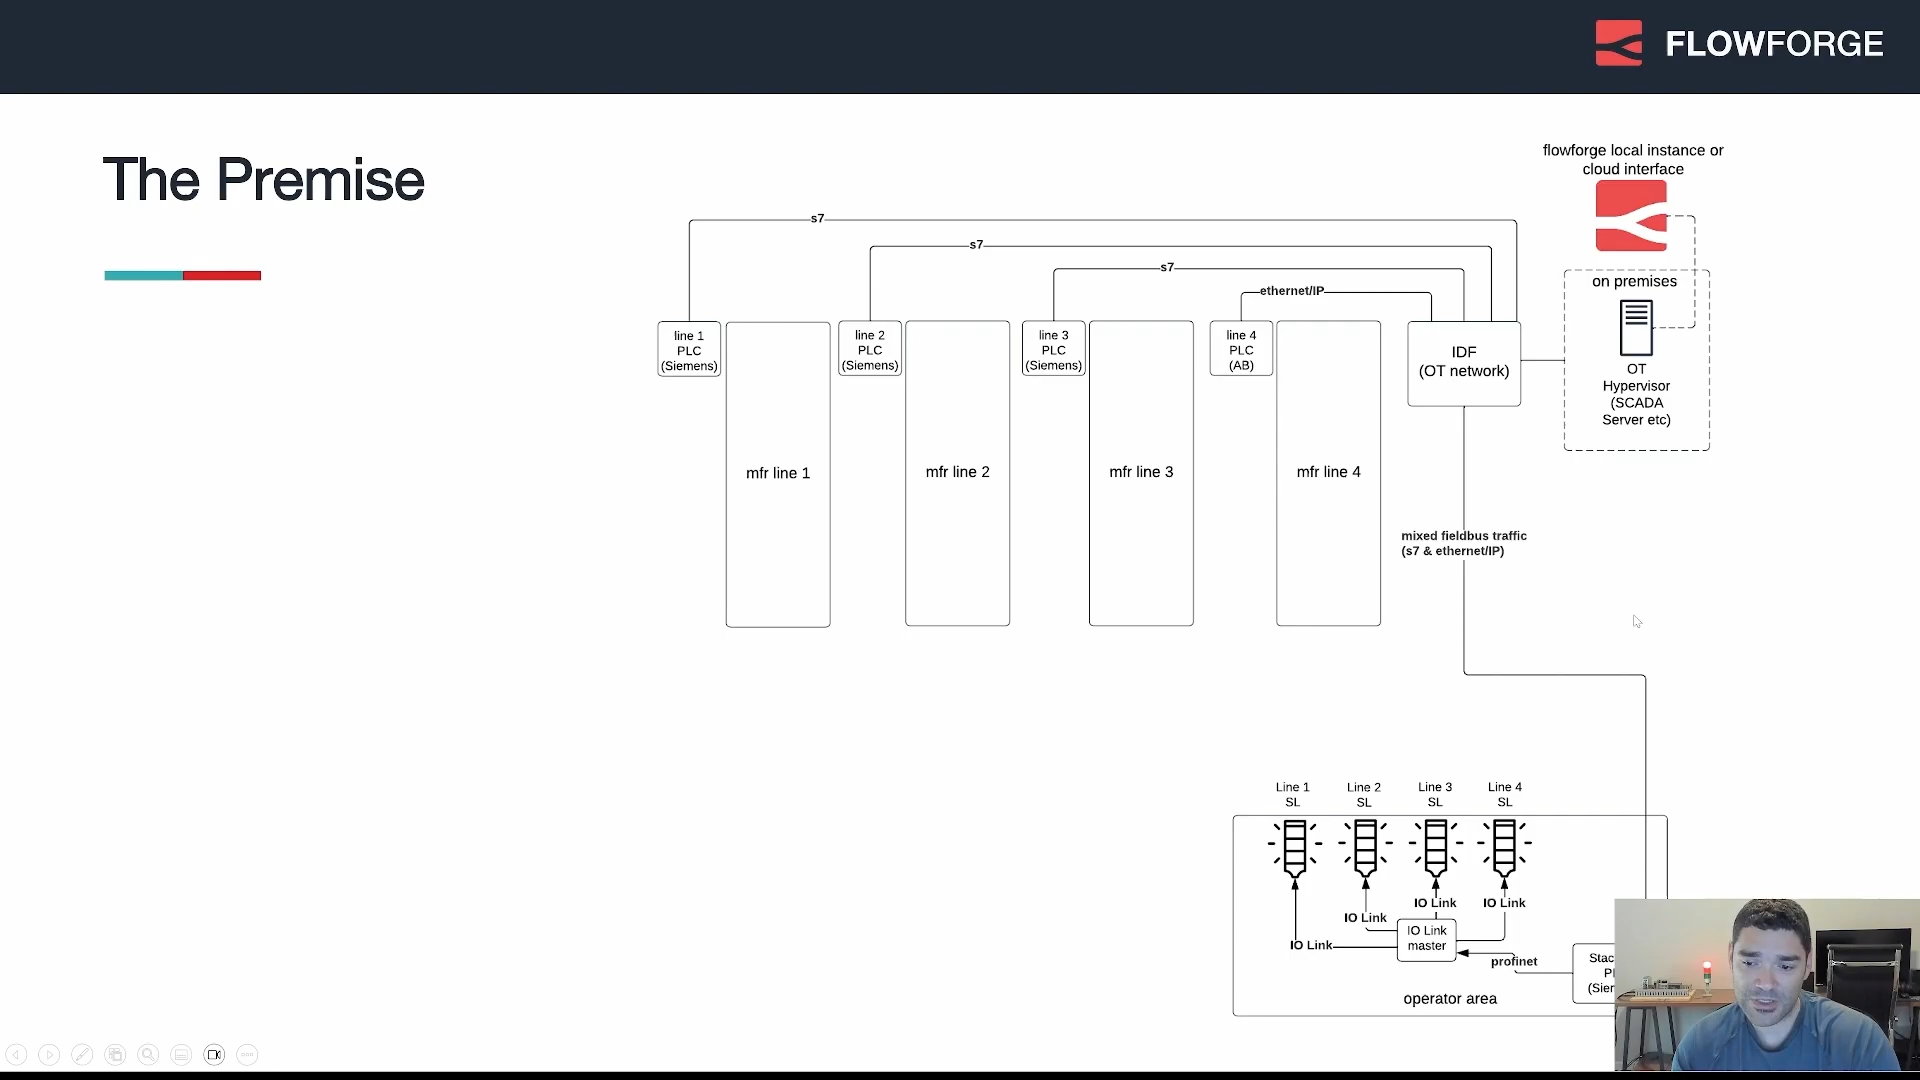 FLOWFORGE
The Premise
flowforge local instance or
cloud interface
s7
s7
s7
ethernet/IP
on premises
line 1
PLC
(Siemens)
line 2
PLC
(Siemens)
line 3
PLC
(Siemens)
line 4
PLC
(AB)
IDF
(OT network)
OT
Hypervisor
(SCADA
Server etc)
mfr line 1
mfr line 2
mfr line 3
mfr line 4
mixed fieldbus traffic
(s7 & ethernet/IP)
Line 1
SL
Line 2
SL
Line 3
SL
Line 4
SL
IO Link
IO Link
IO Link
IO Link
IO Link
master
profinet
operator area